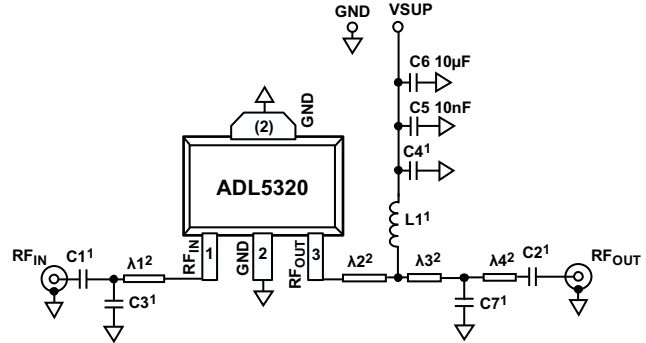 GND VSUP
C6 10µF
C5 10nF
C4¹
(2)
GND
ADL5320
L1¹
RF_IN
C1¹
λ1²
RF_IN
1
GND
2
RF_OUT
3
λ2²
λ3²
λ4²
C2¹
RF_OUT
C3¹
C7¹